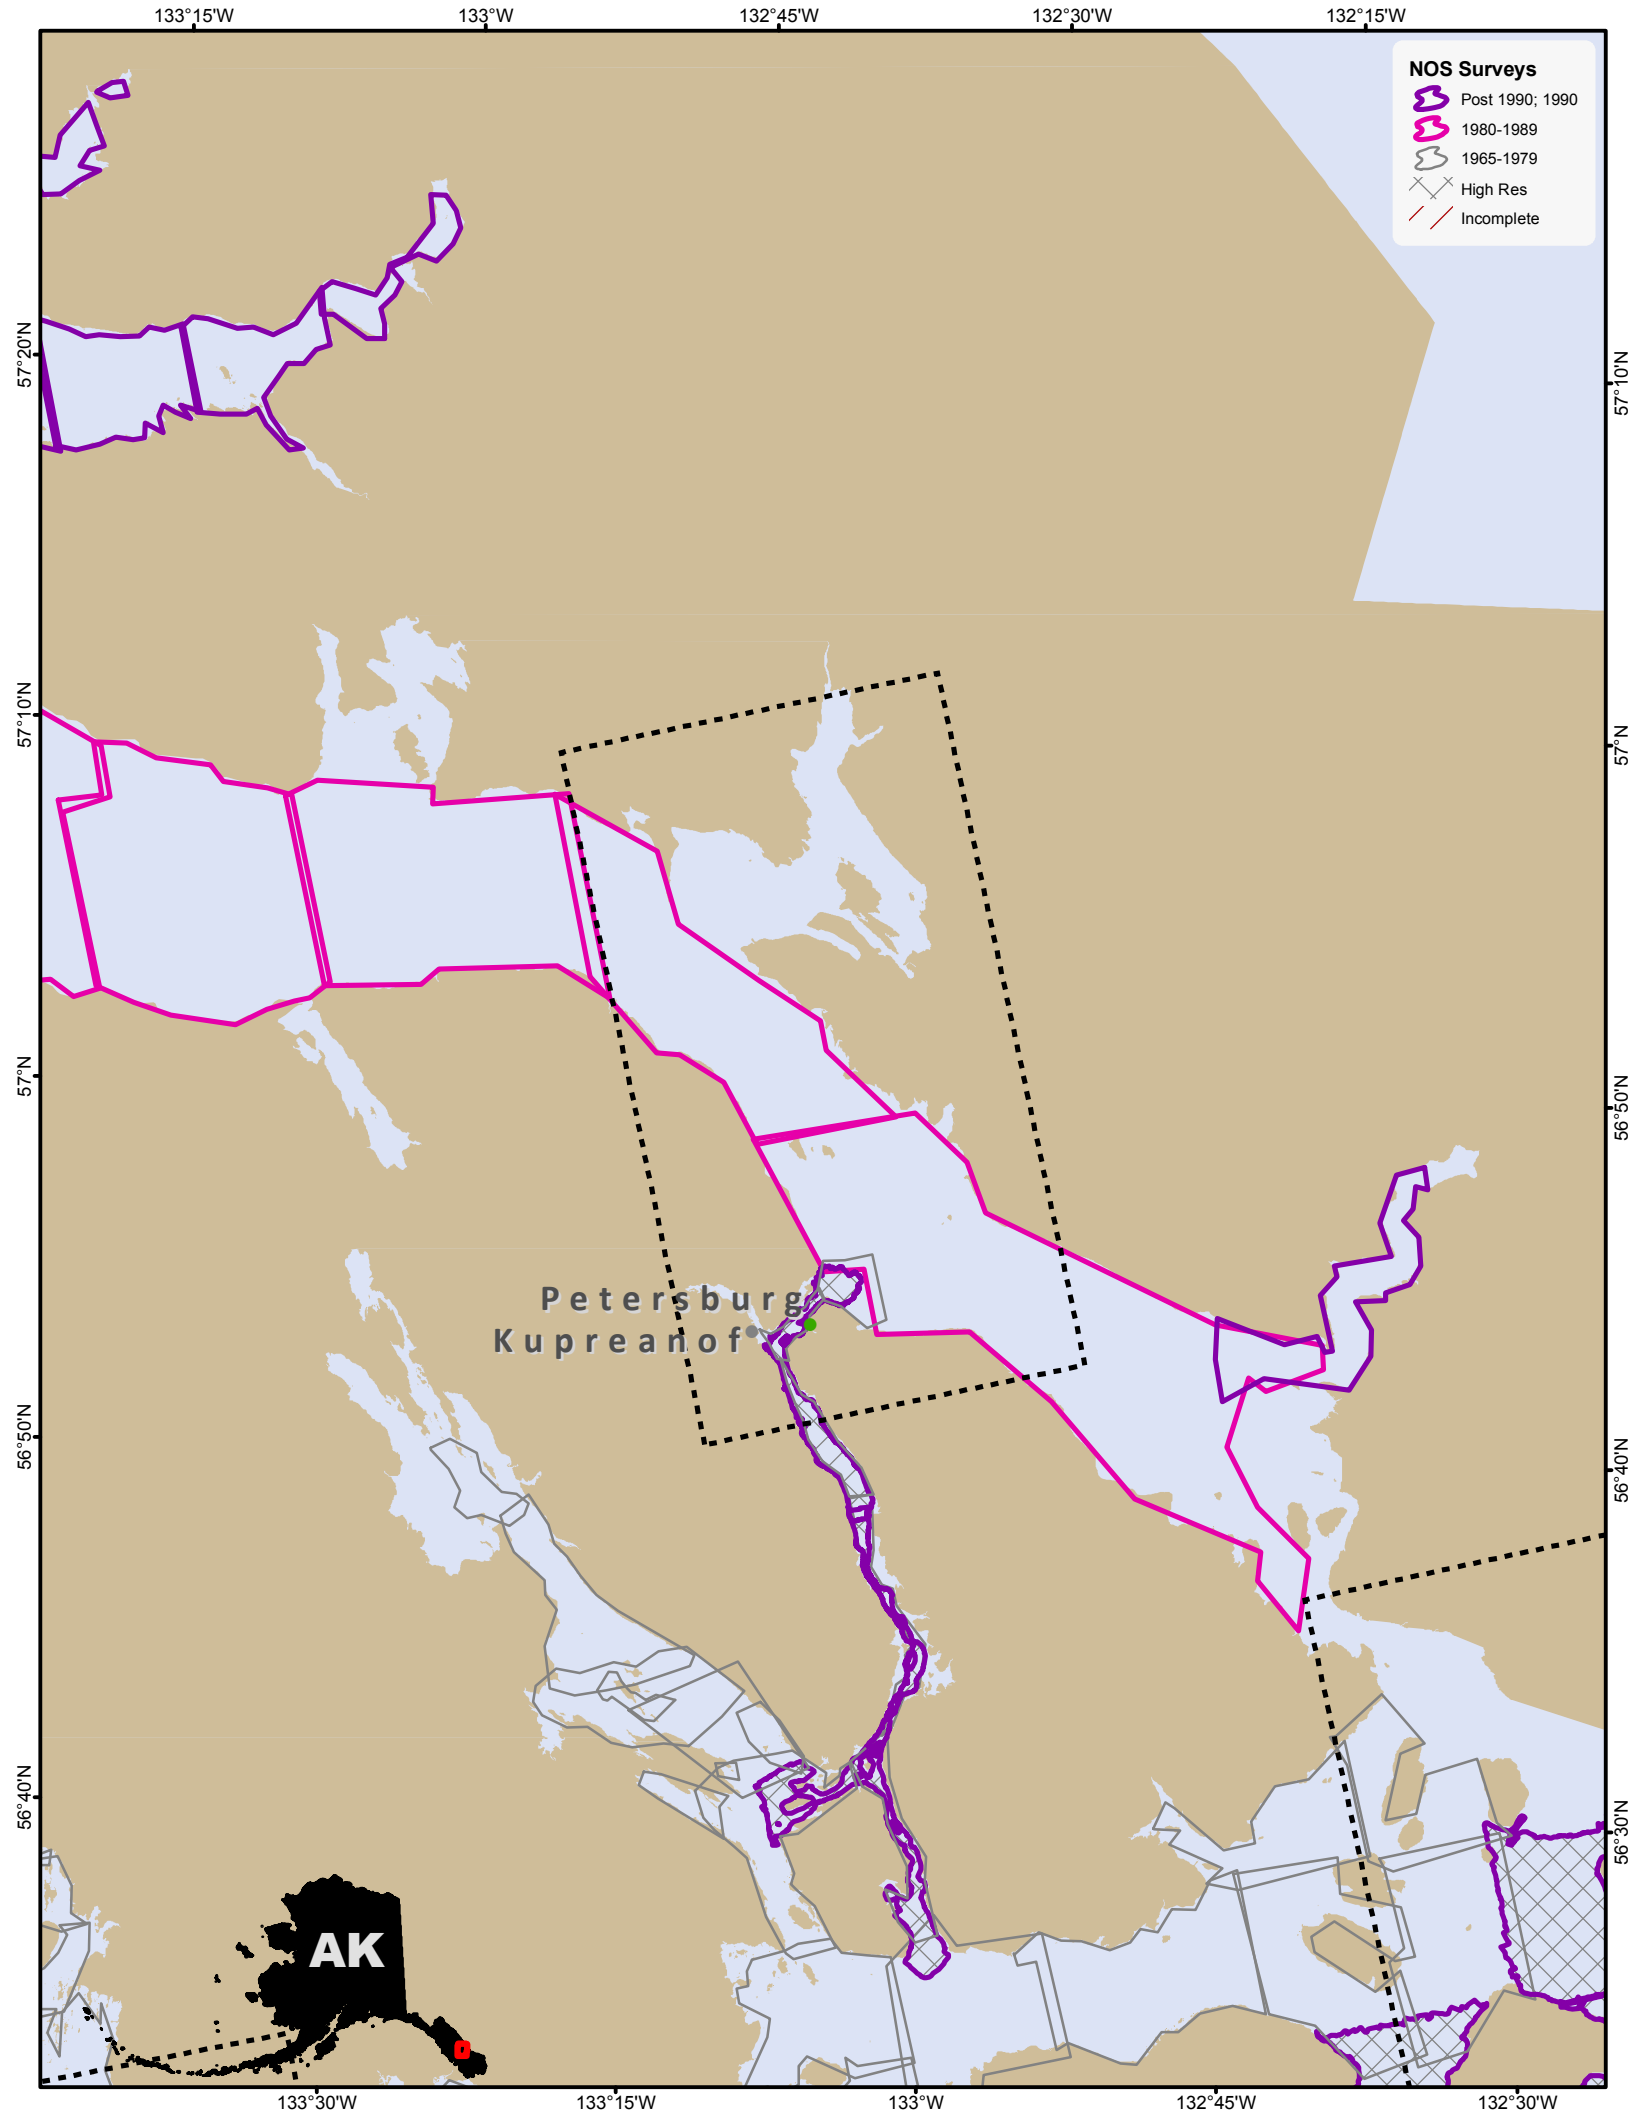 133°15'W 133°W 132°45'W 132°30'W 132°15'W
NOS Surveys
Post 1990; 1990
1980-1989
1965-1979
High Res
Incomplete
57°20'N
57°10'N
57°10'N
57°N
57°N
56°50'N
Petersburg
Kupreanof
56°50'N
56°40'N
56°40'N
56°30'N
AK
133°30'W 133°15'W 133°W 132°45'W 132°30'W